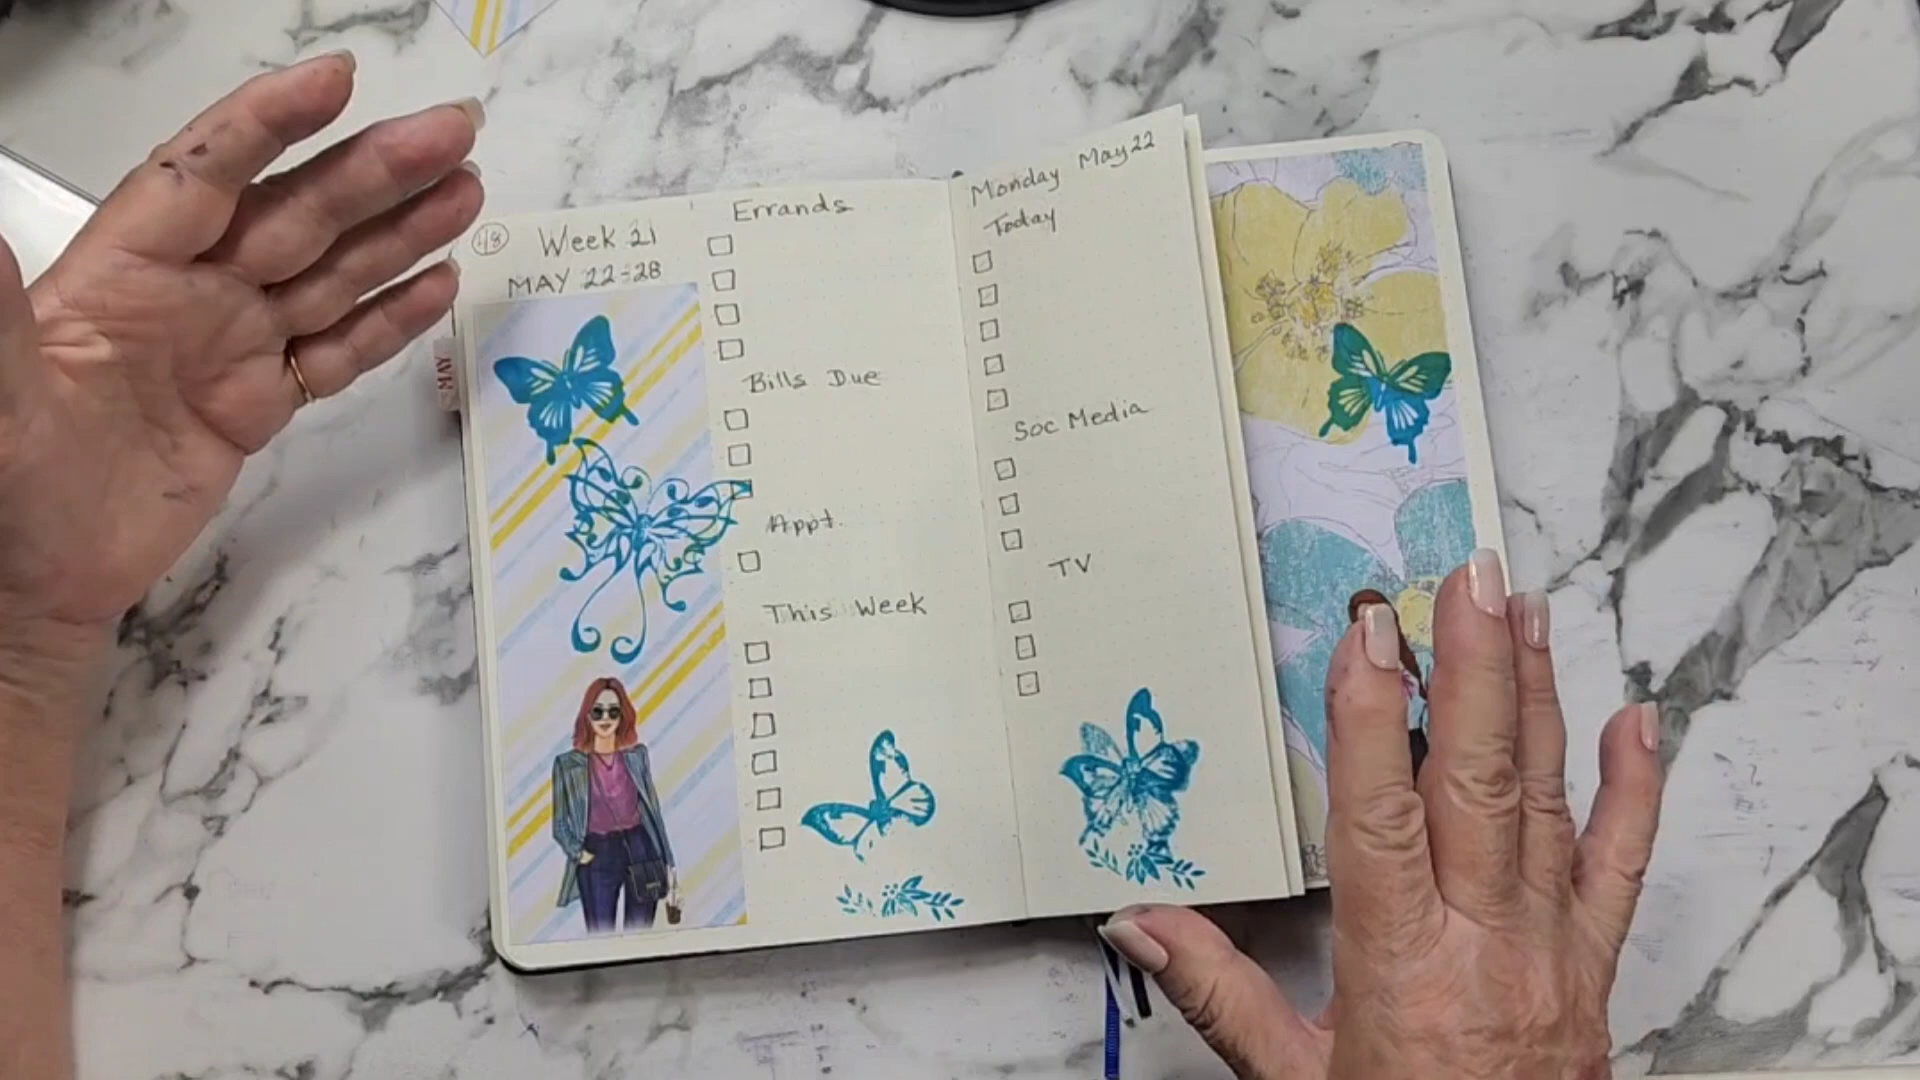 48
Week 21
MAY 22-28
MAY
Errands
Bills Due
Appt.
This Week
Monday May 22
Today
Soc Media
TV